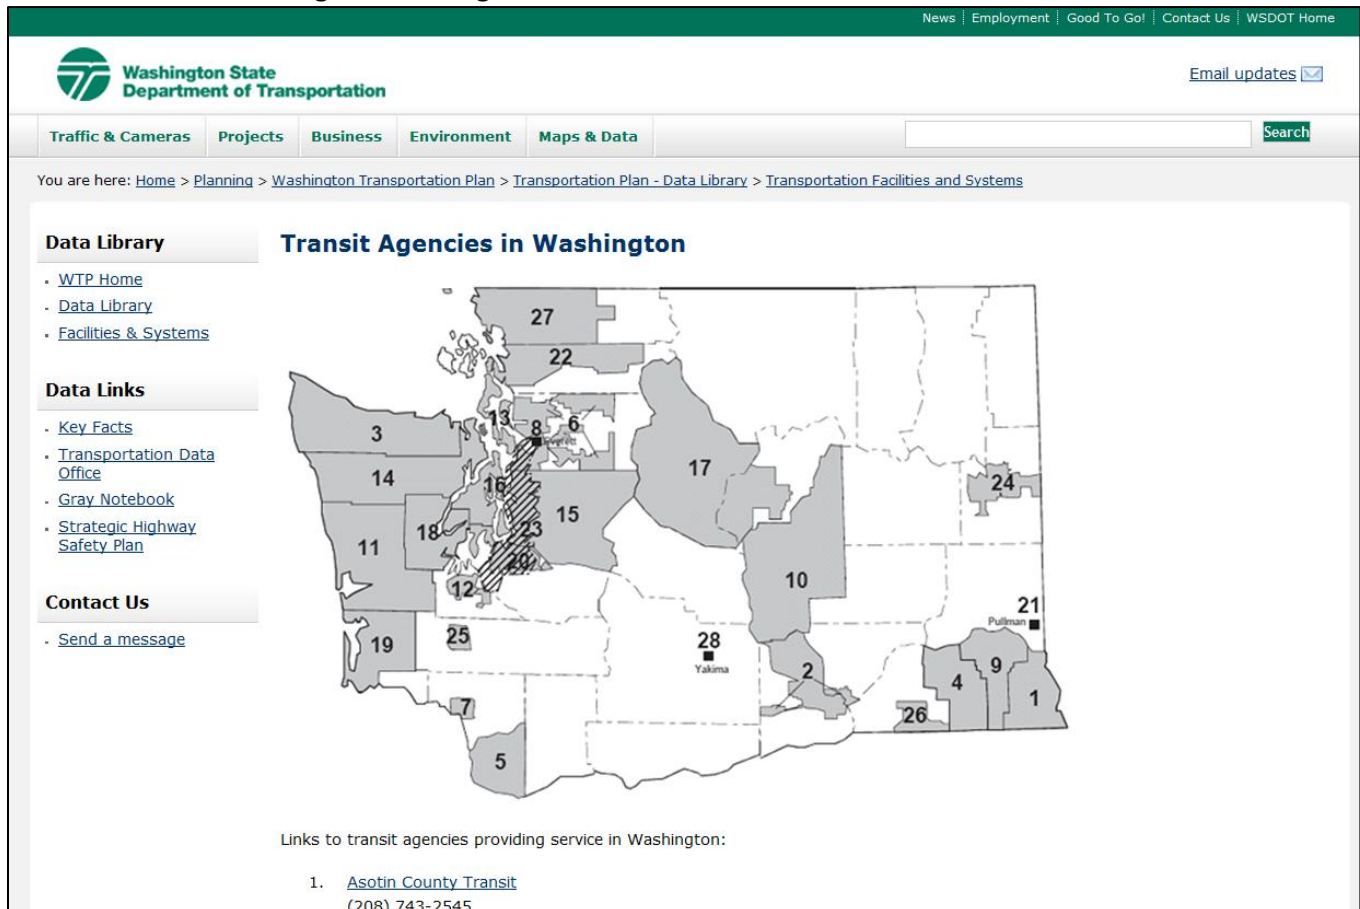 News Employment Good To Go! Contact Us WSDOT Home
Washington State
Department of Transportation
Email updates
Traffic & Cameras Projects Business Environment Maps & Data
Search
You are here: Home > Planning > Washington Transportation Plan > Transportation Plan - Data Library > Transportation Facilities and Systems
Data Library
WTP Home
Data Library
Facilities & Systems
Data Links
Key Facts
Transportation Data
Office
Gray Notebook
Strategic Highway
Safety Plan
Contact Us
Send a message
Transit Agencies in Washington
27
22
13
8
6
Everett
3
17
14
16
24
15
18
23
11
20
12
10
21
Pullman
19
25
28
Yakima
2
9
4
1
7
26
5
Links to transit agencies providing service in Washington:
1. Asotin County Transit
(208) 743-2545